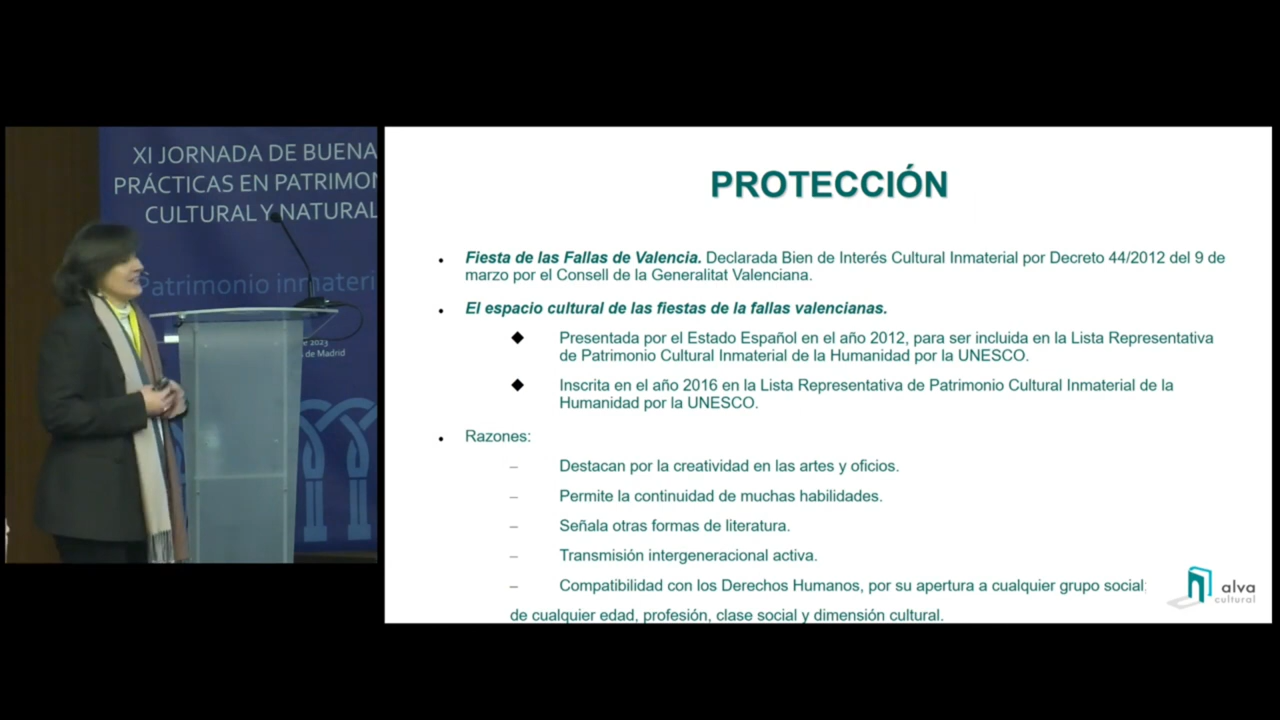 XI JORNADA DE BUENA
PRÁCTICAS EN PATRIMON
CULTURAL Y NATURAL
Patrimonio inmateri
2023
de Madrid
PROTECCIÓN
• Fiesta de las Fallas de Valencia. Declarada Bien de Interés Cultural Inmaterial por Decreto 44/2012 del 9 de
marzo por el Consell de la Generalitat Valenciana.
• El espacio cultural de las fiestas de la fallas valencianas.
◆ Presentada por el Estado Español en el año 2012, para ser incluida en la Lista Representativa
de Patrimonio Cultural Inmaterial de la Humanidad por la UNESCO.
◆ Inscrita en el año 2016 en la Lista Representativa de Patrimonio Cultural Inmaterial de la
Humanidad por la UNESCO.
• Razones:
– Destacan por la creatividad en las artes y oficios.
– Permite la continuidad de muchas habilidades.
– Señala otras formas de literatura.
– Transmisión intergeneracional activa.
– Compatibilidad con los Derechos Humanos, por su apertura a cualquier grupo social;
de cualquier edad, profesión, clase social y dimensión cultural.
alva
cultural